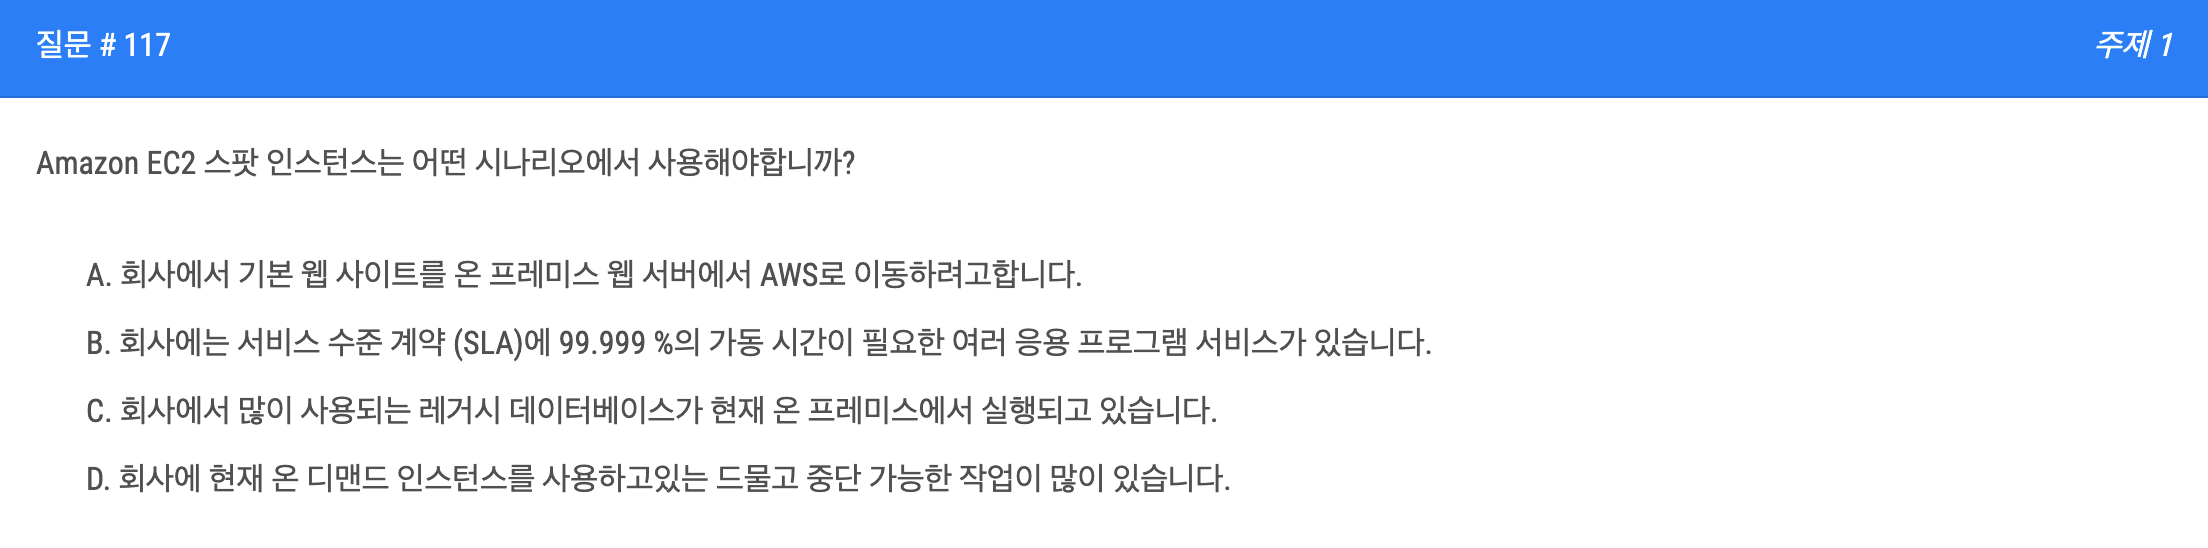 질문 # 117
주제 1
Amazon EC2 스팟 인스턴스는 어떤 시나리오에서 사용해야합니까?
A. 회사에서 기본 웹 사이트를 온 프레미스 웹 서버에서 AWS로 이동하려고합니다.
B. 회사에는 서비스 수준 계약 (SLA)에 99.999 %의 가동 시간이 필요한 여러 응용 프로그램 서비스가 있습니다.
C. 회사에서 많이 사용되는 레거시 데이터베이스가 현재 온 프레미스에서 실행되고 있습니다.
D. 회사에 현재 온 디맨드 인스턴스를 사용하고있는 드물고 중단 가능한 작업이 많이 있습니다.